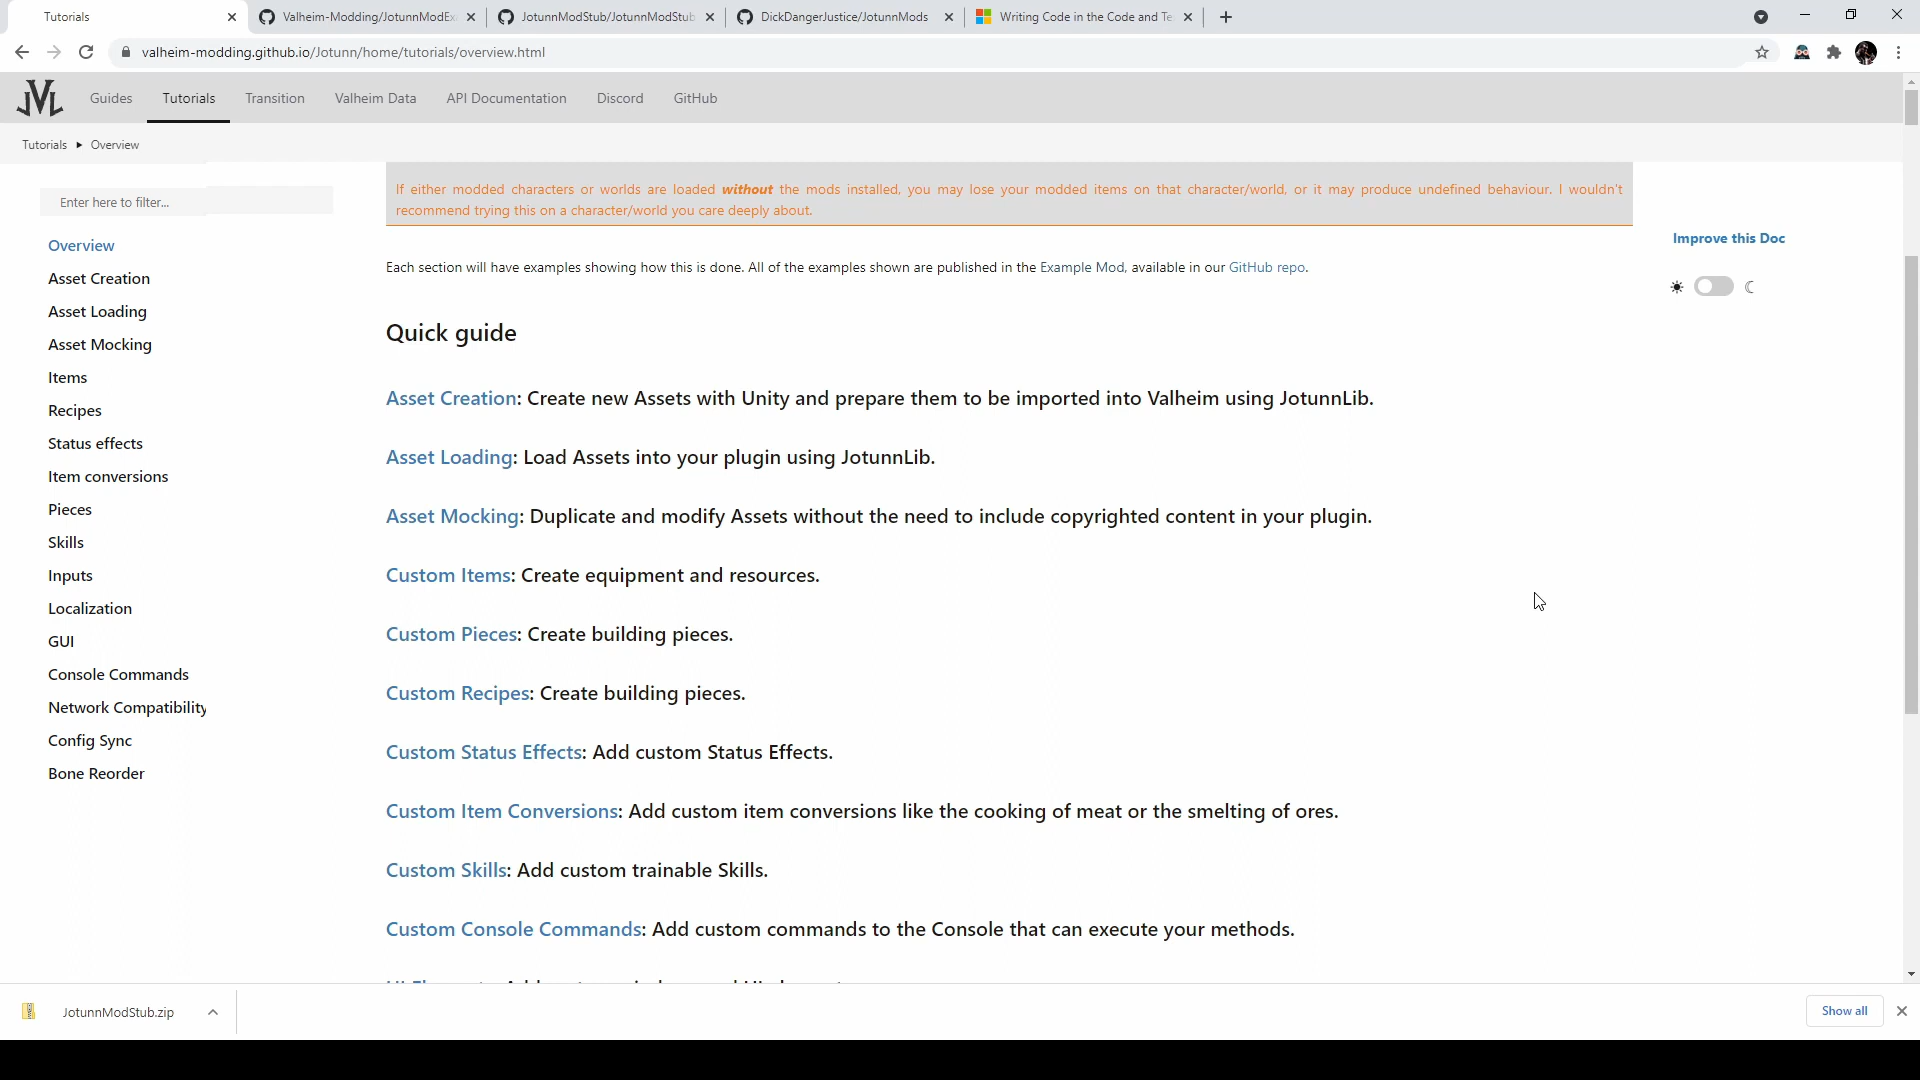 Tutorials
Valheim-Modding/JotunnModEx
JotunnModStub/JotunnModStub
DickDangerJustice/JotunnMods
Writing Code in the Code and Te
valheim-modding.github.io/Jotunn/home/tutorials/overview.html
JVL
Guides
Tutorials
Transition
Valheim Data
API Documentation
Discord
GitHub
Tutorials
Overview
Enter here to filter...
Overview
Asset Creation
Asset Loading
Asset Mocking
Items
Recipes
Status effects
Item conversions
Pieces
Skills
Inputs
Localization
GUI
Console Commands
Network Compatibility
Config Sync
Bone Reorder
If either modded characters or worlds are loaded without the mods installed, you may lose your modded items on that character/world, or it may produce undefined behaviour. I wouldn't
recommend trying this on a character/world you care deeply about.
Each section will have examples showing how this is done. All of the examples shown are published in the Example Mod, available in our GitHub repo.
Quick guide
Asset Creation: Create new Assets with Unity and prepare them to be imported into Valheim using JotunnLib.
Asset Loading: Load Assets into your plugin using JotunnLib.
Asset Mocking: Duplicate and modify Assets without the need to include copyrighted content in your plugin.
Custom Items: Create equipment and resources.
Custom Pieces: Create building pieces.
Custom Recipes: Create building pieces.
Custom Status Effects: Add custom Status Effects.
Custom Item Conversions: Add custom item conversions like the cooking of meat or the smelting of ores.
Custom Skills: Add custom trainable Skills.
Custom Console Commands: Add custom commands to the Console that can execute your methods.
Improve this Doc
JotunnModStub.zip
Show all